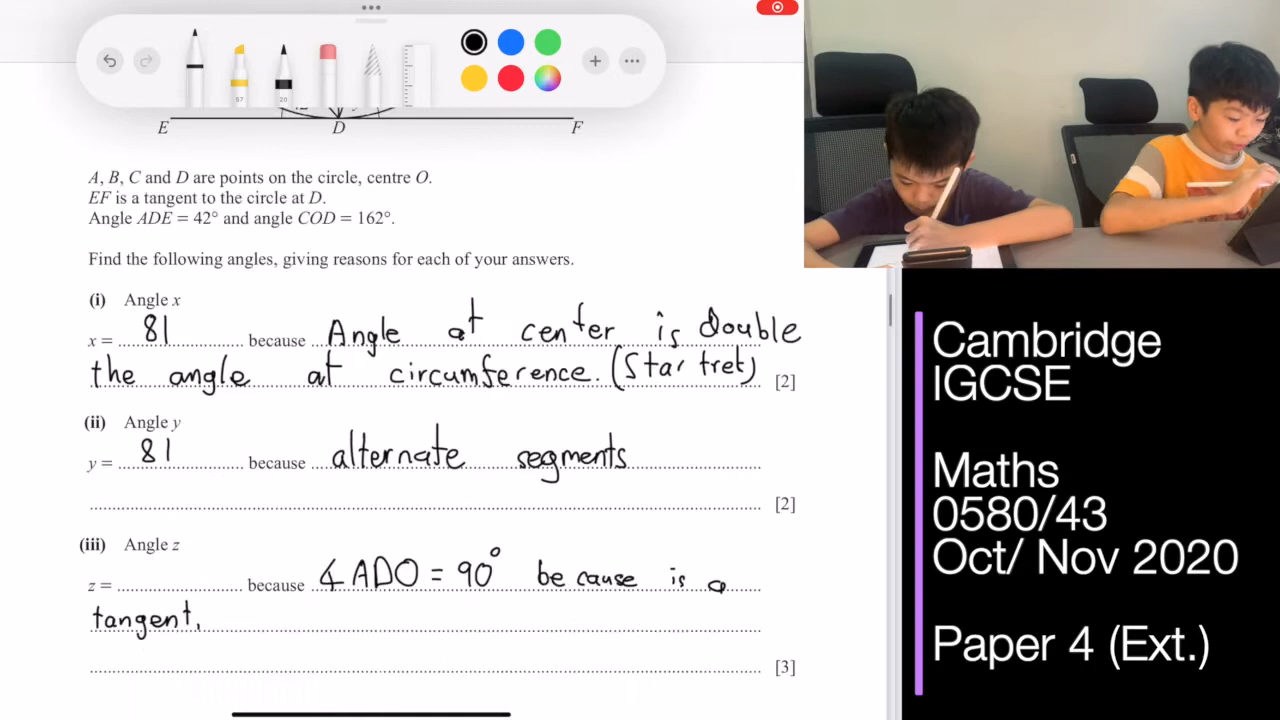 E
D
F
A, B, C and D are points on the circle, centre O.
EF is a tangent to the circle at D.
Angle ADE = 42° and angle COD = 162°.
Find the following angles, giving reasons for each of your answers.
(i) Angle x
x = 81 because Angle at center is double
the angle at circumference. (Star tret) [2]
(ii) Angle y
y = 81 because alternate segments
[2]
(iii) Angle z
z = because ∡ADO = 90° because is a
tangent,
[3]
Cambridge
IGCSE
Maths
0580/43
Oct/ Nov 2020
Paper 4 (Ext.)